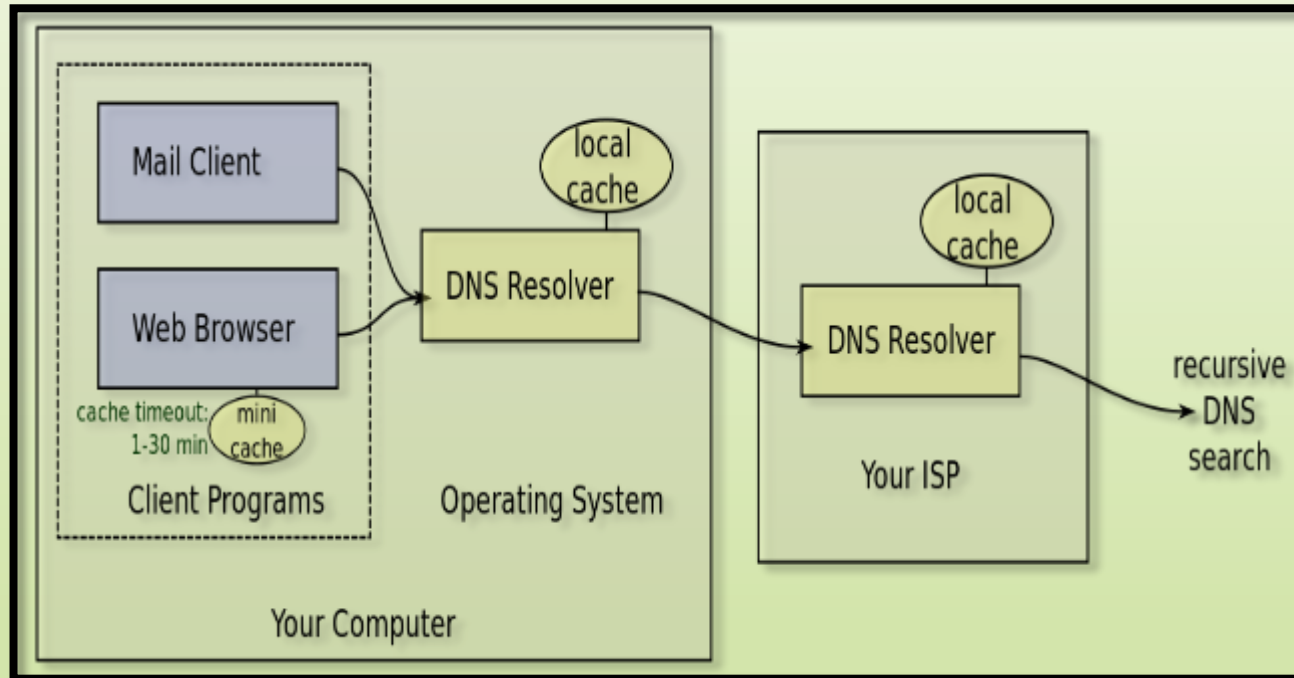 Mail Client
Web Browser
cache timeout:
1-30 min
mini
cache
Client Programs
local
cache
DNS Resolver
Operating System
Your Computer
local
cache
DNS Resolver
Your ISP
recursive
DNS
search